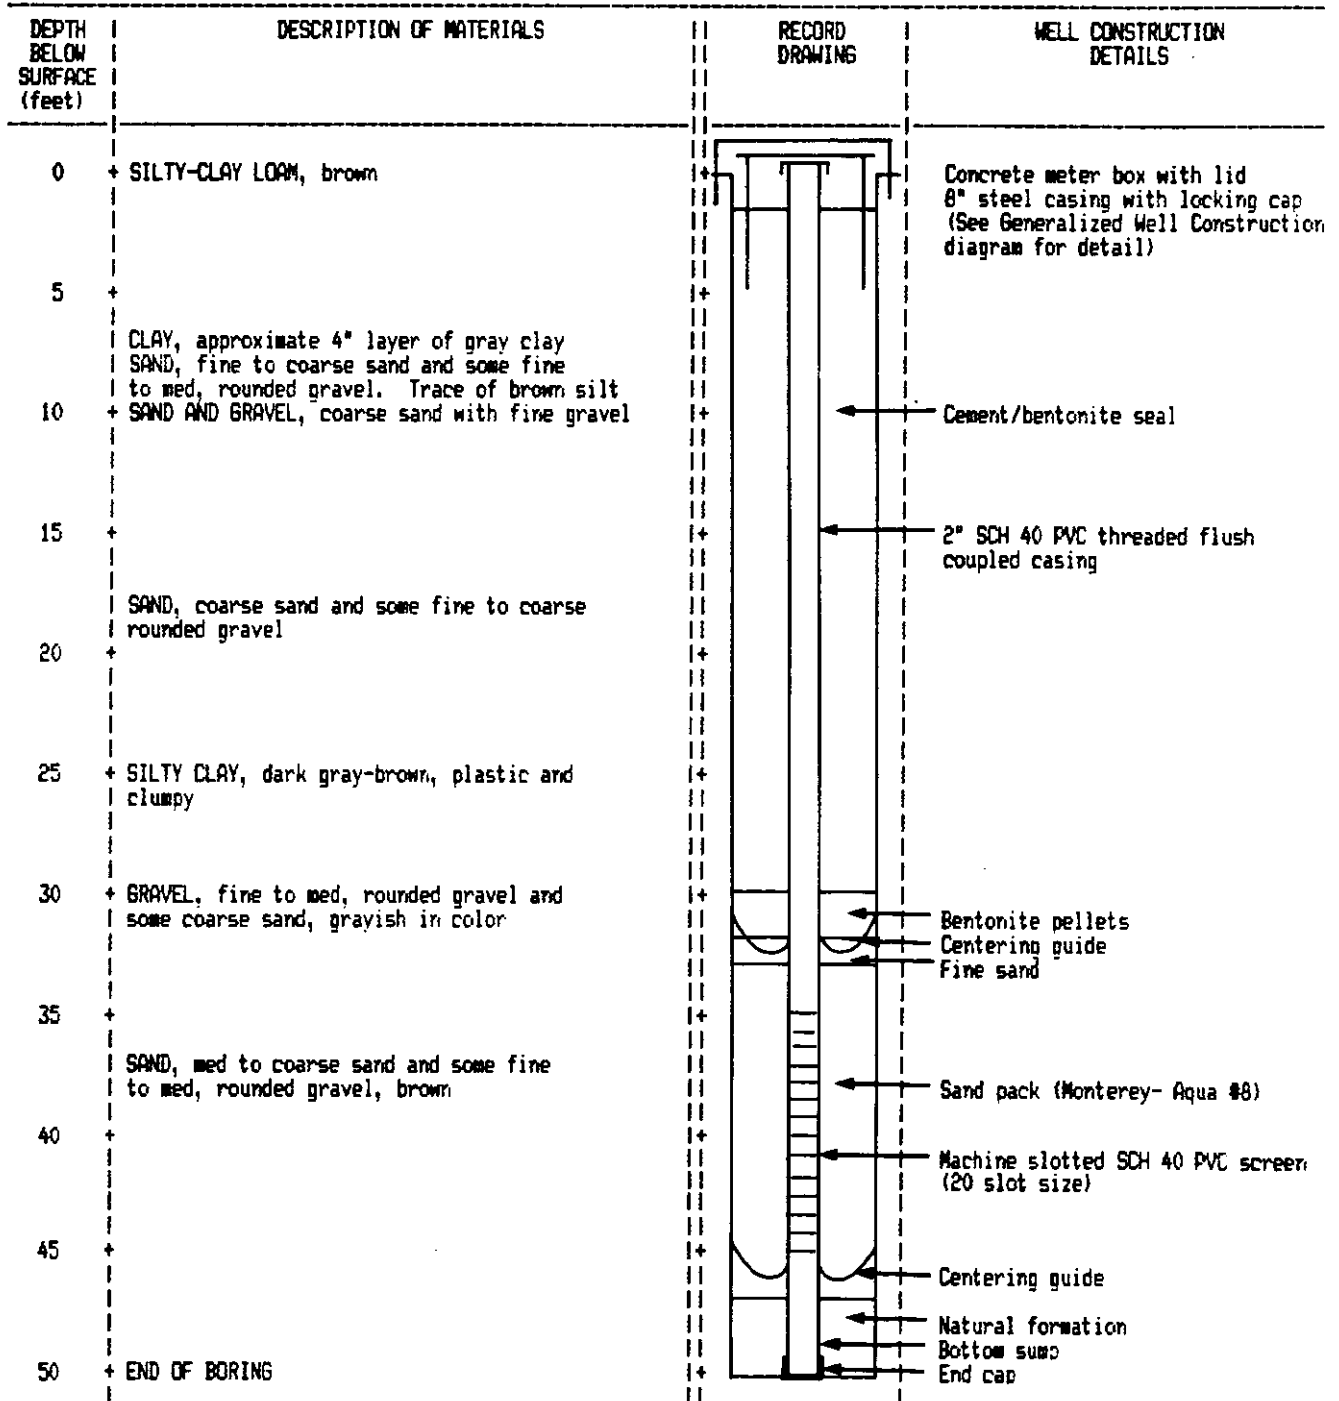 DEPTH BELOW SURFACE (feet)
DESCRIPTION OF MATERIALS
RECORD DRAWING
WELL CONSTRUCTION DETAILS
0
SILTY-CLAY LOAM, brown
Concrete meter box with lid
8" steel casing with locking cap
(See Generalized Well Construction
diagram for detail)
5
CLAY, approximate 4" layer of gray clay
SAND, fine to coarse sand and some fine
to med, rounded gravel. Trace of brown silt
10
SAND AND GRAVEL, coarse sand with fine gravel
Cement/bentonite seal
15
2" SCH 40 PVC threaded flush
coupled casing
SAND, coarse sand and some fine to coarse
rounded gravel
20
25
SILTY CLAY, dark gray-brown, plastic and
clumpy
30
GRAVEL, fine to med, rounded gravel and
some coarse sand, grayish in color
Bentonite pellets
Centering guide
Fine sand
35
SAND, med to coarse sand and some fine
to med, rounded gravel, brown
Sand pack (Monterey- Aqua #8)
40
Machine slotted SCH 40 PVC screen
(20 slot size)
45
Centering guide
Natural formation
Bottom sump
50
END OF BORING
End cap